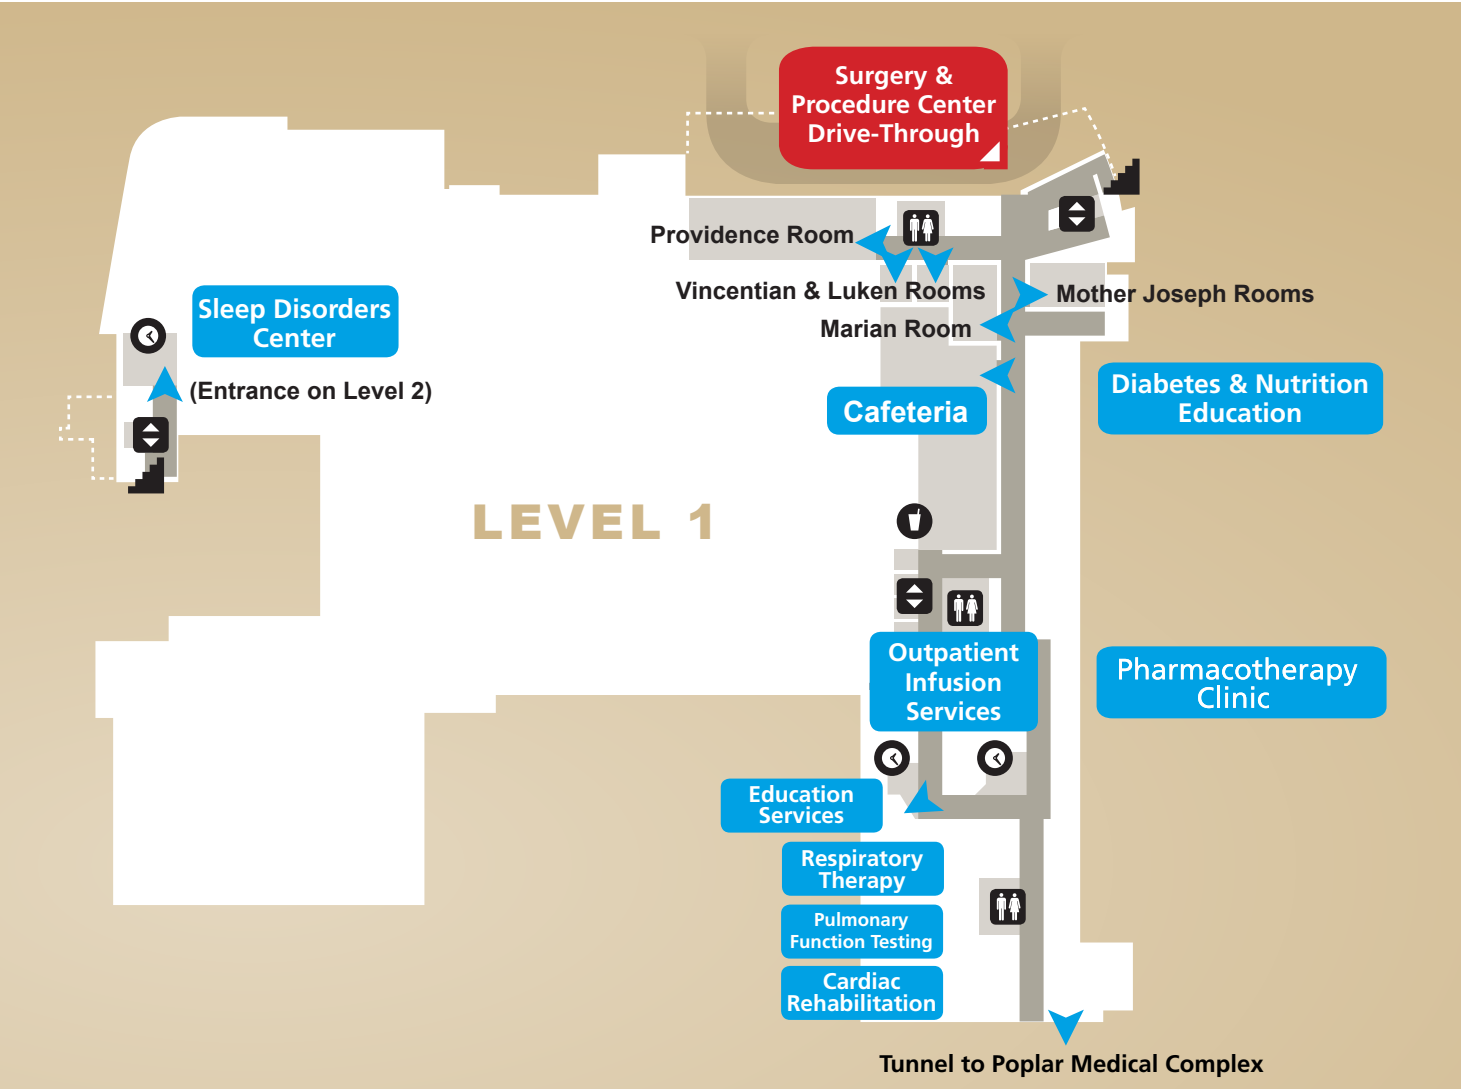 Surgery &
Procedure Center
Drive-Through
Providence Room
Vincentian & Luken Rooms
Mother Joseph Rooms
Marian Room
Sleep Disorders
Center
(Entrance on Level 2)
Cafeteria
Diabetes & Nutrition
Education
LEVEL 1
Outpatient
Infusion
Services
Pharmacotherapy
Clinic
Education
Services
Respiratory
Therapy
Pulmonary
Function Testing
Cardiac
Rehabilitation
Tunnel to Poplar Medical Complex